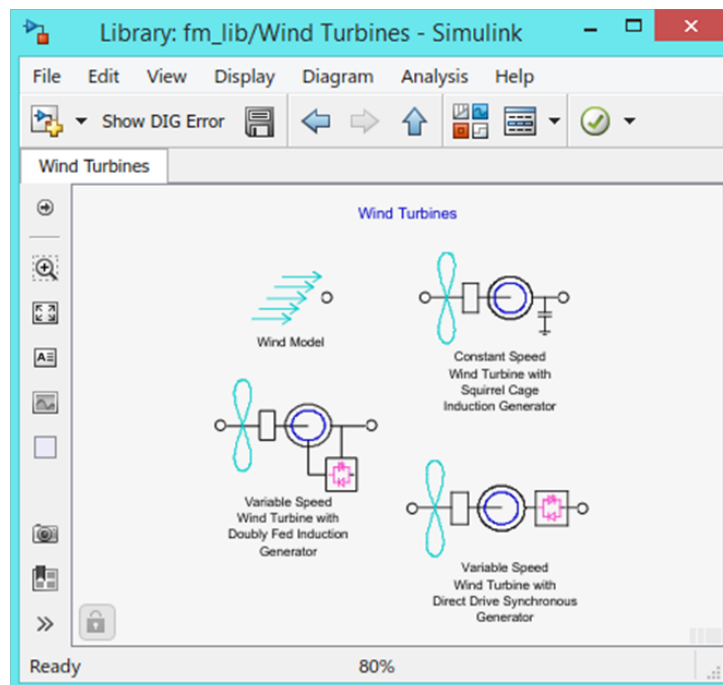 Library: fm_lib/Wind Turbines - Simulink
File Edit View Display Diagram Analysis Help
Show DIG Error
Wind Turbines
Wind Turbines
Wind Model
Constant Speed
Wind Turbine with
Squirrel Cage
Induction Generator
Variable Speed
Wind Turbine with
Doubly Fed Induction
Generator
Variable Speed
Wind Turbine with
Direct Drive Synchronous
Generator
Ready 80%